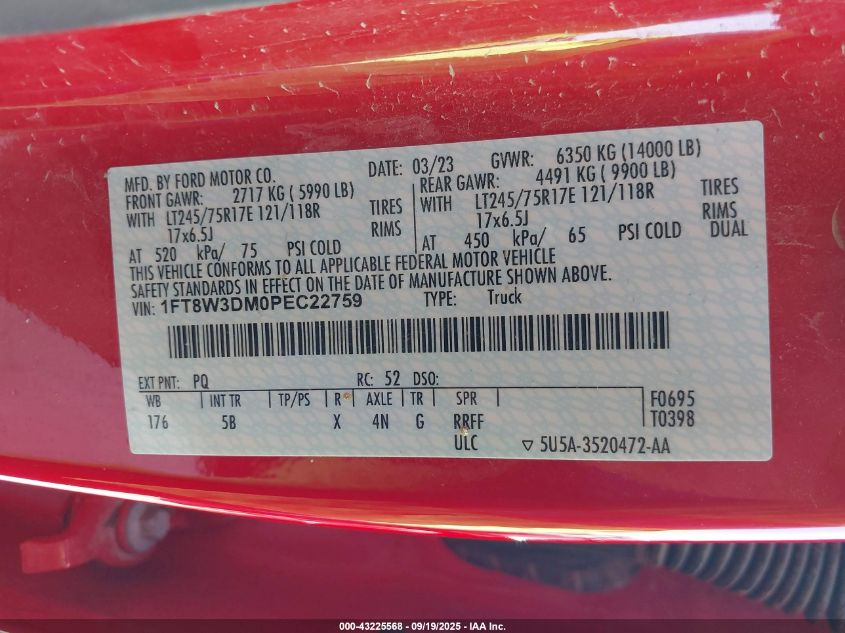 MFD. BY FORD MOTOR CO. DATE: 03/23 GVWR: 6350 KG (14000 LB)
FRONT GAWR: 2717 KG ( 5990 LB) REAR GAWR: 4491 KG ( 9900 LB)
WITH LT245/75R17E 121/118R TIRES WITH LT245/75R17E 121/118R TIRES
17x6.5J RIMS 17x6.5J RIMS
AT 520 kPa/ 75 PSI COLD AT 450 kPa/ 65 PSI COLD DUAL
THIS VEHICLE CONFORMS TO ALL APPLICABLE FEDERAL MOTOR VEHICLE
SAFETY STANDARDS IN EFFECT ON THE DATE OF MANUFACTURE SHOWN ABOVE.
VIN: 1FT8W3DM0PEC22759 TYPE: Truck
EXT PNT: PQ RC: 52 DSO:
WB INT TR TP/PS R AXLE TR SPR F0695
176 5B X 4N G RRFF T0398
ULC ▽ 5U5A-3520472-AA
000-43225568 - 09/19/2025 - IAA Inc.